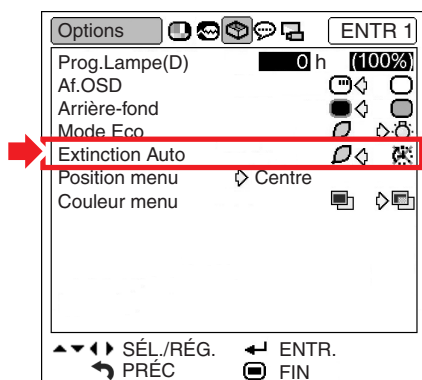 Options ENTR 1
Prog.Lampe(D) 0 h (100%)
Af.OSD
Arrière-fond
Mode Eco
Extinction Auto
Position menu Centre
Couleur menu
SÉL./RÉG. ENTR.
PRÉC FIN